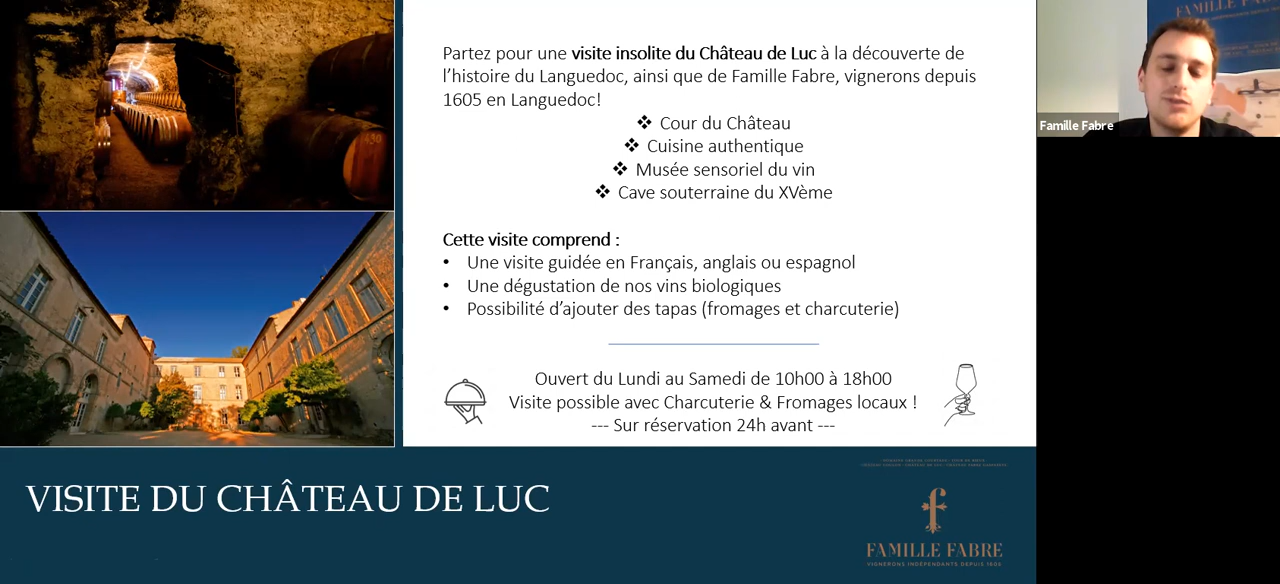 Partez pour une visite insolite du Château de Luc à la découverte de
l'histoire du Languedoc, ainsi que de Famille Fabre, vignerons depuis
1605 en Languedoc!
❖ Cour du Château
❖ Cuisine authentique
❖ Musée sensoriel du vin
❖ Cave souterraine du XVème
Cette visite comprend :
• Une visite guidée en Français, anglais ou espagnol
• Une dégustation de nos vins biologiques
• Possibilité d'ajouter des tapas (fromages et charcuterie)
Ouvert du Lundi au Samedi de 10h00 à 18h00
Visite possible avec Charcuterie & Fromages locaux !
--- Sur réservation 24h avant ---
VISITE DU CHÂTEAU DE LUC
f
FAMILLE FABRE
VIGNERONS INDÉPENDANTS DEPUIS 1605
FAMILLE FABRE
Famille Fabre